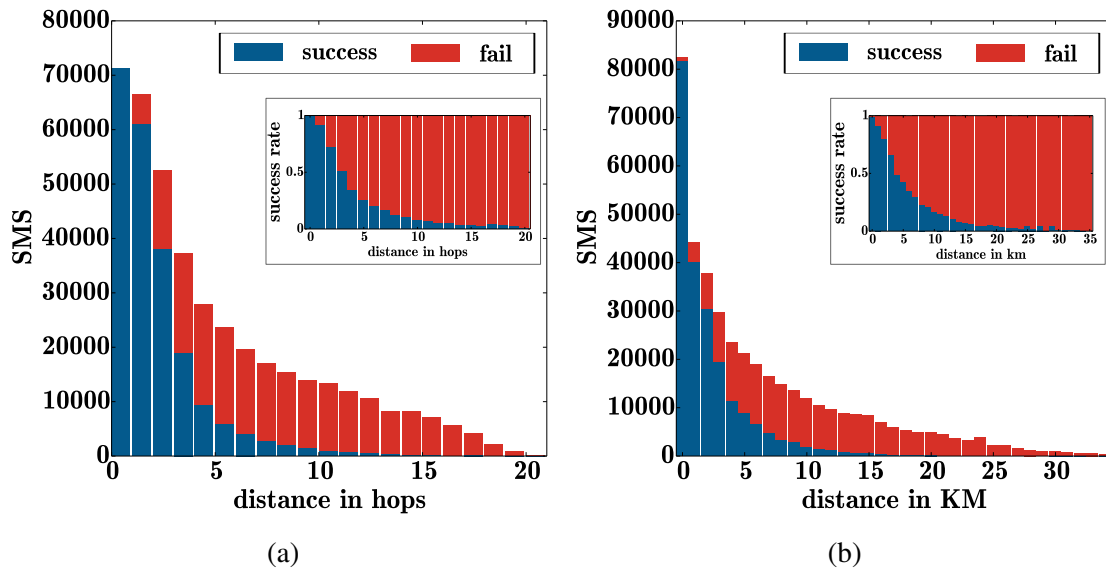 80000
70000
60000
50000
40000
30000
20000
10000
0
SMS
success fail
1
0.5
0
success rate
0 5 10 15 20
distance in hops
0 5 10 15 20
distance in hops
(a)
90000
80000
70000
60000
50000
40000
30000
20000
10000
0
SMS
success fail
1
0.5
0
success rate
0 5 10 15 20 25 30 35
distance in km
0 5 10 15 20 25 30
distance in KM
(b)